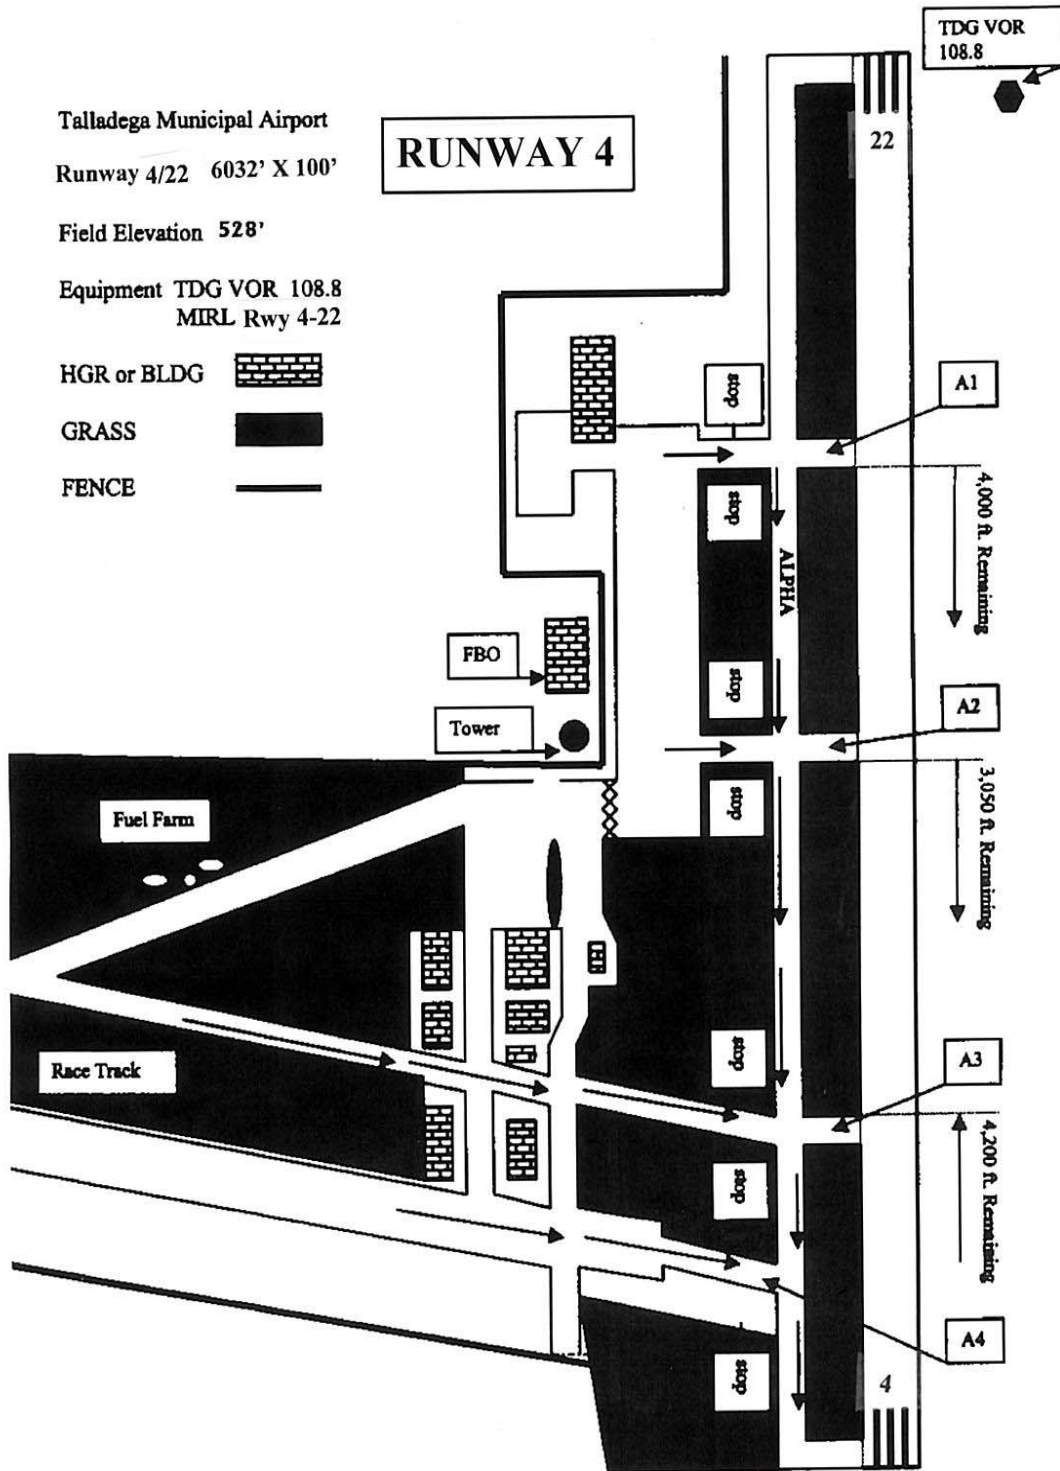 TDG VOR
108.8
Talladega Municipal Airport
RUNWAY 4
Runway 4/22 6032' X 100'
Field Elevation 528'
Equipment TDG VOR 108.8
MIRL Rwy 4-22
HGR or BLDG
GRASS
FENCE
22
stop
A1
stop
4,000 ft. Remaining
ALPHA
FBO
stop
Tower
A2
stop
3,050 ft. Remaining
Fuel Farm
stop
Race Track
A3
stop
4,200 ft. Remaining
A4
stop
4